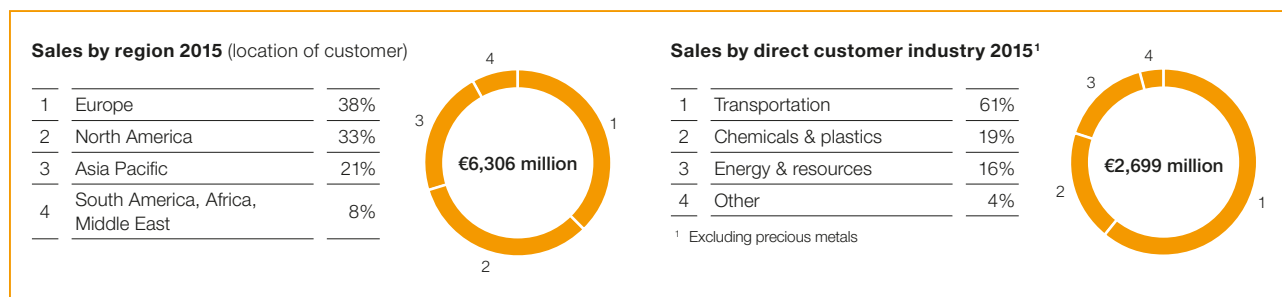 Sales by region 2015 (location of customer)
1 Europe 38%
2 North America 33%
3 Asia Pacific 21%
4 South America, Africa,
Middle East 8%
4
3
1
€6,306 million
2
Sales by direct customer industry 2015¹
1 Transportation 61%
2 Chemicals & plastics 19%
3 Energy & resources 16%
4 Other 4%
¹ Excluding precious metals
4
3
€2,699 million
2
1